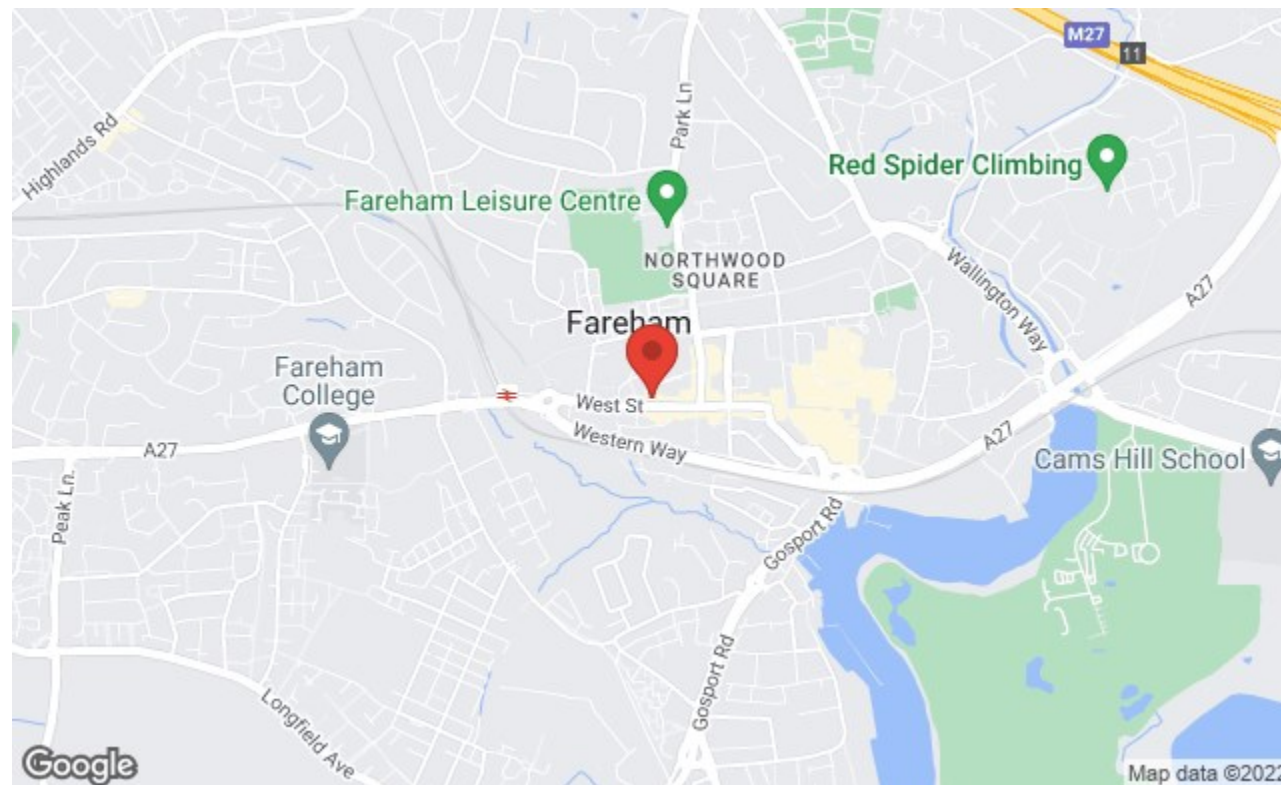 M27
11
Park Ln
Highlands Rd
Red Spider Climbing
Fareham Leisure Centre
NORTHWOOD
SQUARE
Wallington Way
A27
Fareham
Fareham
College
West St
Western Way
A27
A27
Cams Hill School
Peak Ln.
Gosport Rd
Gosport Rd
Longfield Ave
Google
Map data ©2022